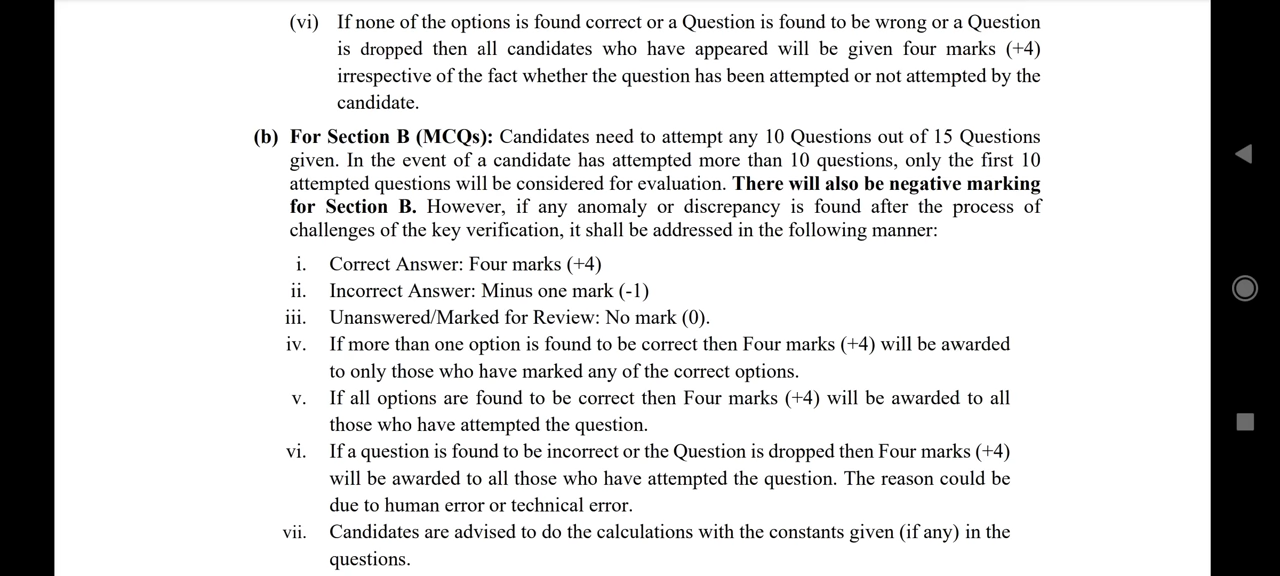 (vi) If none of the options is found correct or a Question is found to be wrong or a Question
is dropped then all candidates who have appeared will be given four marks (+4)
irrespective of the fact whether the question has been attempted or not attempted by the
candidate.
(b) For Section B (MCQs): Candidates need to attempt any 10 Questions out of 15 Questions
given. In the event of a candidate has attempted more than 10 questions, only the first 10
attempted questions will be considered for evaluation. There will also be negative marking
for Section B. However, if any anomaly or discrepancy is found after the process of
challenges of the key verification, it shall be addressed in the following manner:
i. Correct Answer: Four marks (+4)
ii. Incorrect Answer: Minus one mark (-1)
iii. Unanswered/Marked for Review: No mark (0).
iv. If more than one option is found to be correct then Four marks (+4) will be awarded
to only those who have marked any of the correct options.
v. If all options are found to be correct then Four marks (+4) will be awarded to all
those who have attempted the question.
vi. If a question is found to be incorrect or the Question is dropped then Four marks (+4)
will be awarded to all those who have attempted the question. The reason could be
due to human error or technical error.
vii. Candidates are advised to do the calculations with the constants given (if any) in the
questions.